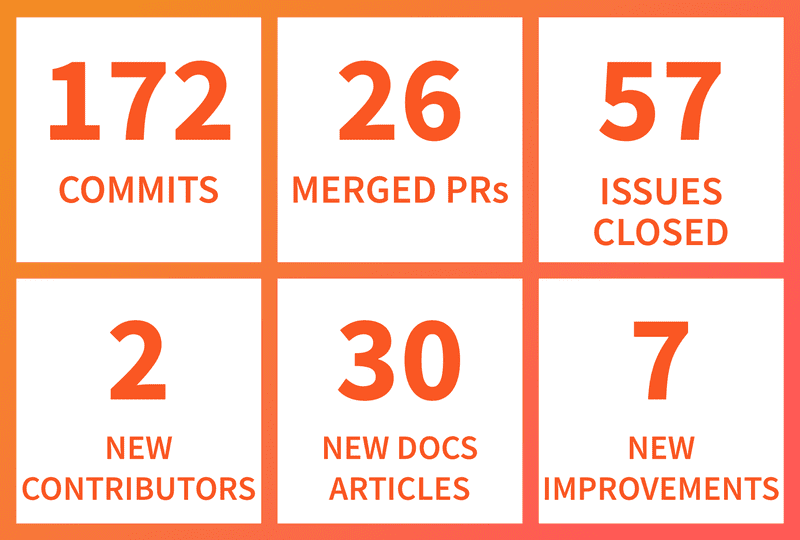 172
COMMITS
26
MERGED PRs
57
ISSUES
CLOSED
2
NEW
CONTRIBUTORS
30
NEW DOCS
ARTICLES
7
NEW
IMPROVEMENTS